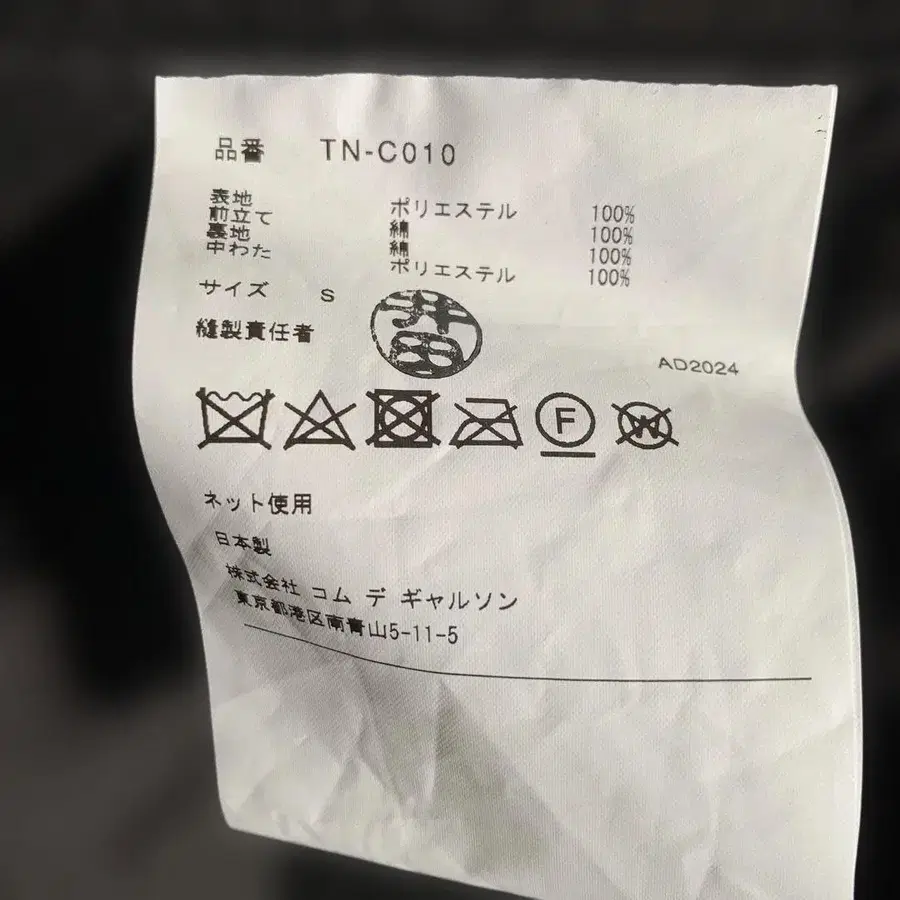 品番 TN-C010
表地 ポリエステル 100%
前立て 綿 100%
裏地 綿 100%
中わた ポリエステル 100%
サイズ S
縫製責任者 井田
AD2024
F
W
ネット使用
日本製
株式会社 コム デ ギャルソン
東京都港区南青山5-11-5